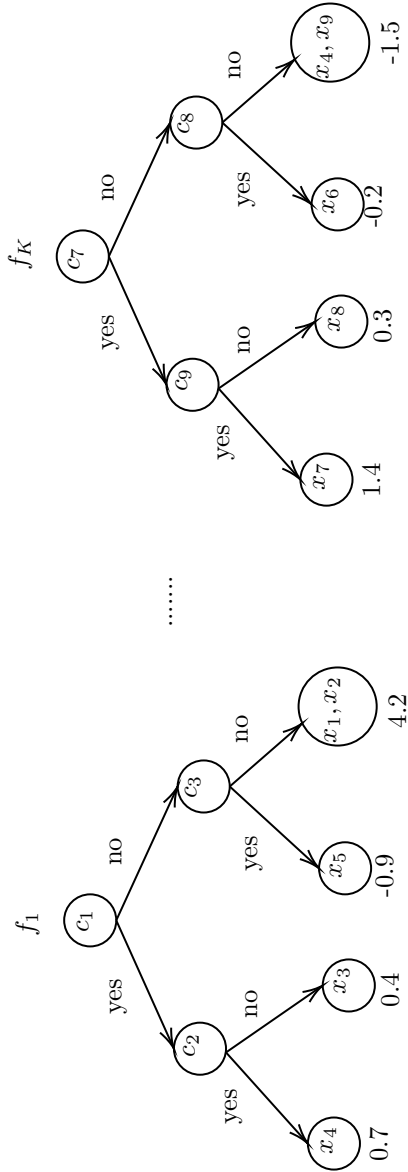 f_1 ........ f_K
c_1 c_7
yes no yes no
c_2 c_3 c_9 c_8
yes no yes no yes no yes no
x_4 x_3 x_5 x_1, x_2 x_7 x_8 x_6 x_4, x_9
0.7 0.4 -0.9 4.2 1.4 0.3 -0.2 -1.5